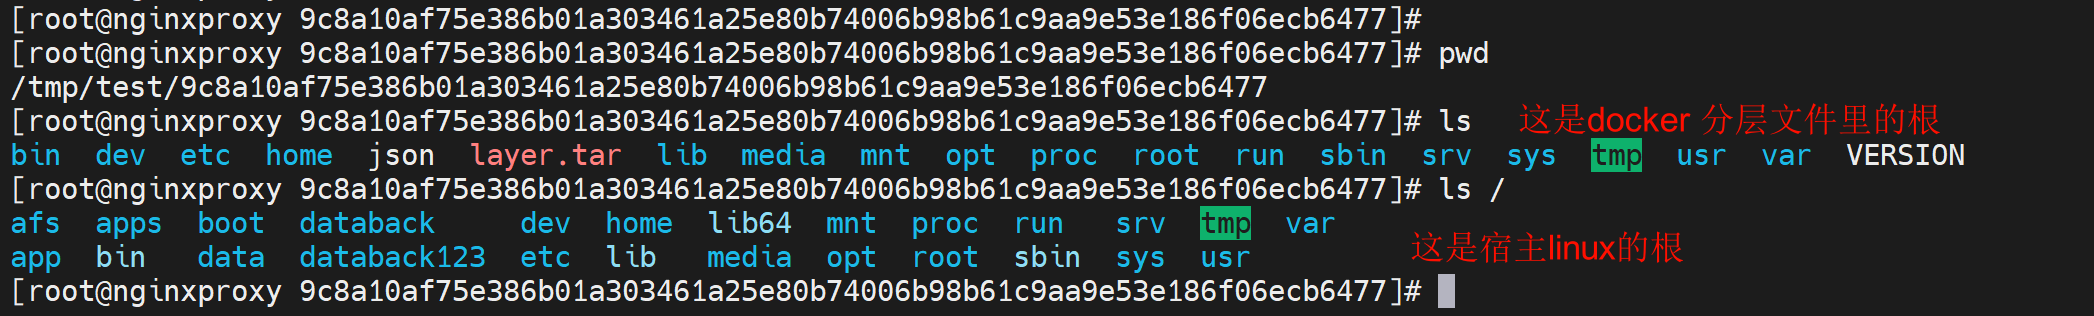 [root@nginxproxy 9c8a10af75e386b01a303461a25e80b74006b98b61c9aa9e53e186f06ecb6477]#
[root@nginxproxy 9c8a10af75e386b01a303461a25e80b74006b98b61c9aa9e53e186f06ecb6477]# pwd
/tmp/test/9c8a10af75e386b01a303461a25e80b74006b98b61c9aa9e53e186f06ecb6477
[root@nginxproxy 9c8a10af75e386b01a303461a25e80b74006b98b61c9aa9e53e186f06ecb6477]# ls 这是docker 分层文件里的根
bin dev etc home json layer.tar lib media mnt opt proc root run sbin srv sys tmp usr var VERSION
[root@nginxproxy 9c8a10af75e386b01a303461a25e80b74006b98b61c9aa9e53e186f06ecb6477]# ls /
afs apps boot databack dev home lib64 mnt proc run srv tmp var
app bin data databack123 etc lib media opt root sbin sys usr 这是宿主linux的根
[root@nginxproxy 9c8a10af75e386b01a303461a25e80b74006b98b61c9aa9e53e186f06ecb6477]#